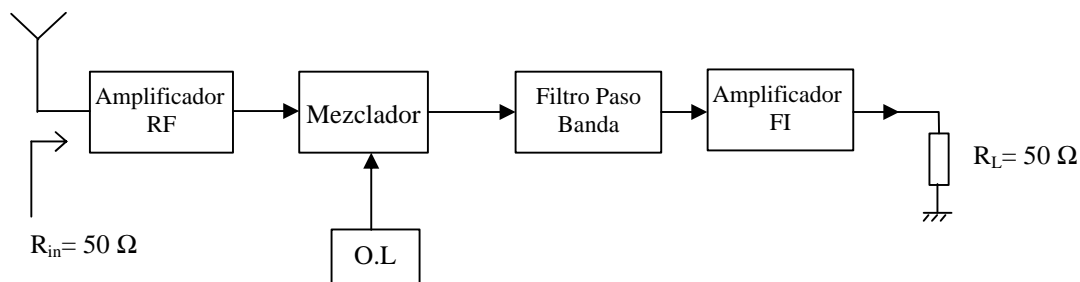 Amplificador
RF
Mezclador
Filtro Paso
Banda
Amplificador
FI
R_L= 50 Ω
R_in= 50 Ω
O.L